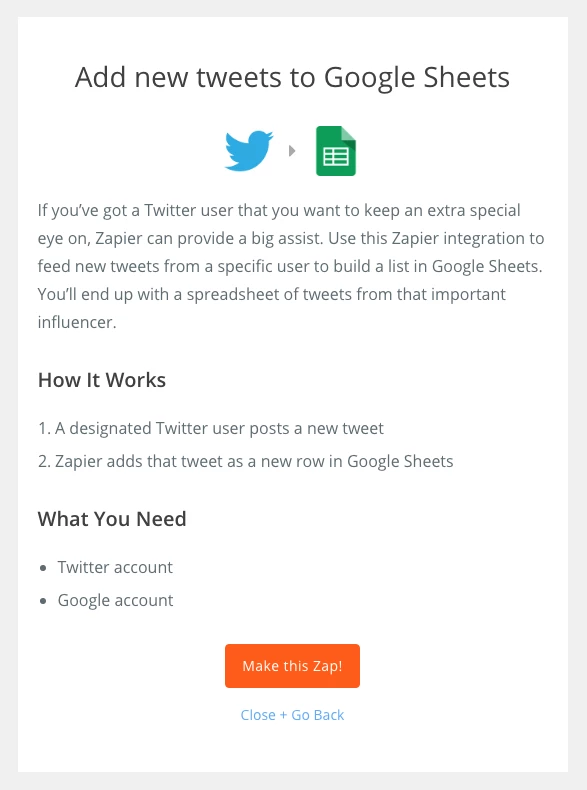 Add new tweets to Google Sheets
If you’ve got a Twitter user that you want to keep an extra special
eye on, Zapier can provide a big assist. Use this Zapier integration to
feed new tweets from a specific user to build a list in Google Sheets.
You’ll end up with a spreadsheet of tweets from that important
influencer.
How It Works
1. A designated Twitter user posts a new tweet
2. Zapier adds that tweet as a new row in Google Sheets
What You Need
• Twitter account
• Google account
Make this Zap!
Close + Go Back